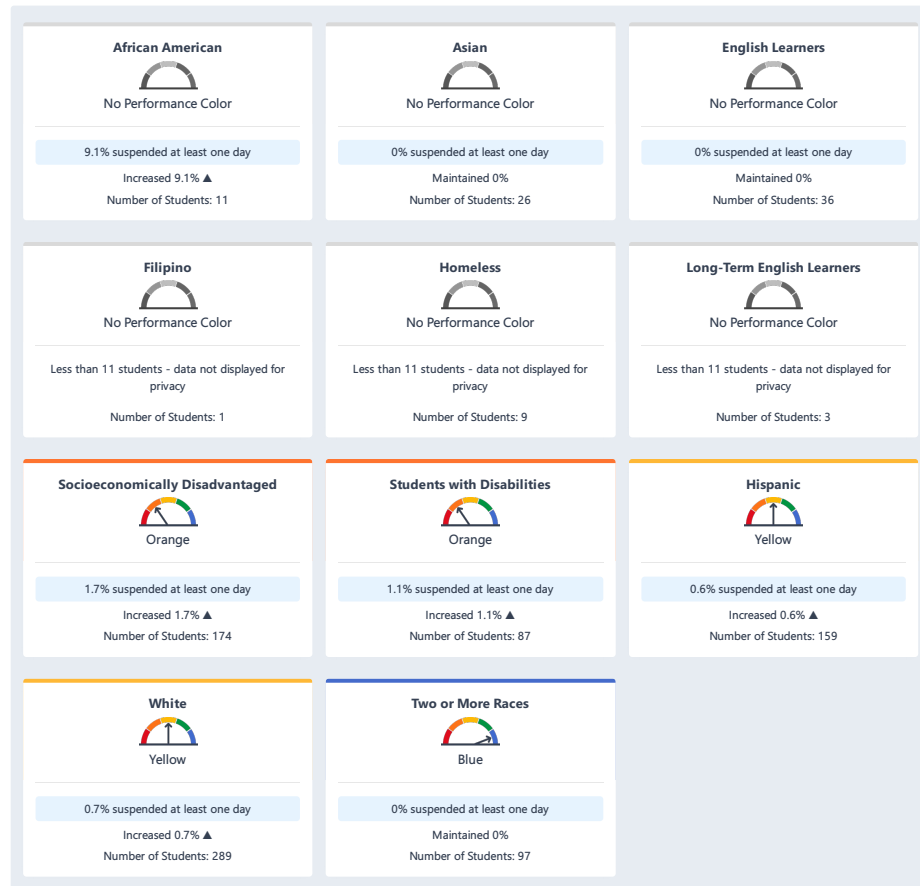 African American
No Performance Color
9.1% suspended at least one day
Increased 9.1% ▲
Number of Students: 11
Asian
No Performance Color
0% suspended at least one day
Maintained 0%
Number of Students: 26
English Learners
No Performance Color
0% suspended at least one day
Maintained 0%
Number of Students: 36
Filipino
No Performance Color
Less than 11 students - data not displayed for
privacy
Number of Students: 1
Homeless
No Performance Color
Less than 11 students - data not displayed for
privacy
Number of Students: 9
Long-Term English Learners
No Performance Color
Less than 11 students - data not displayed for
privacy
Number of Students: 3
Socioeconomically Disadvantaged
Orange
1.7% suspended at least one day
Increased 1.7% ▲
Number of Students: 174
Students with Disabilities
Orange
1.1% suspended at least one day
Increased 1.1% ▲
Number of Students: 87
Hispanic
Yellow
0.6% suspended at least one day
Increased 0.6% ▲
Number of Students: 159
White
Yellow
0.7% suspended at least one day
Increased 0.7% ▲
Number of Students: 289
Two or More Races
Blue
0% suspended at least one day
Maintained 0%
Number of Students: 97